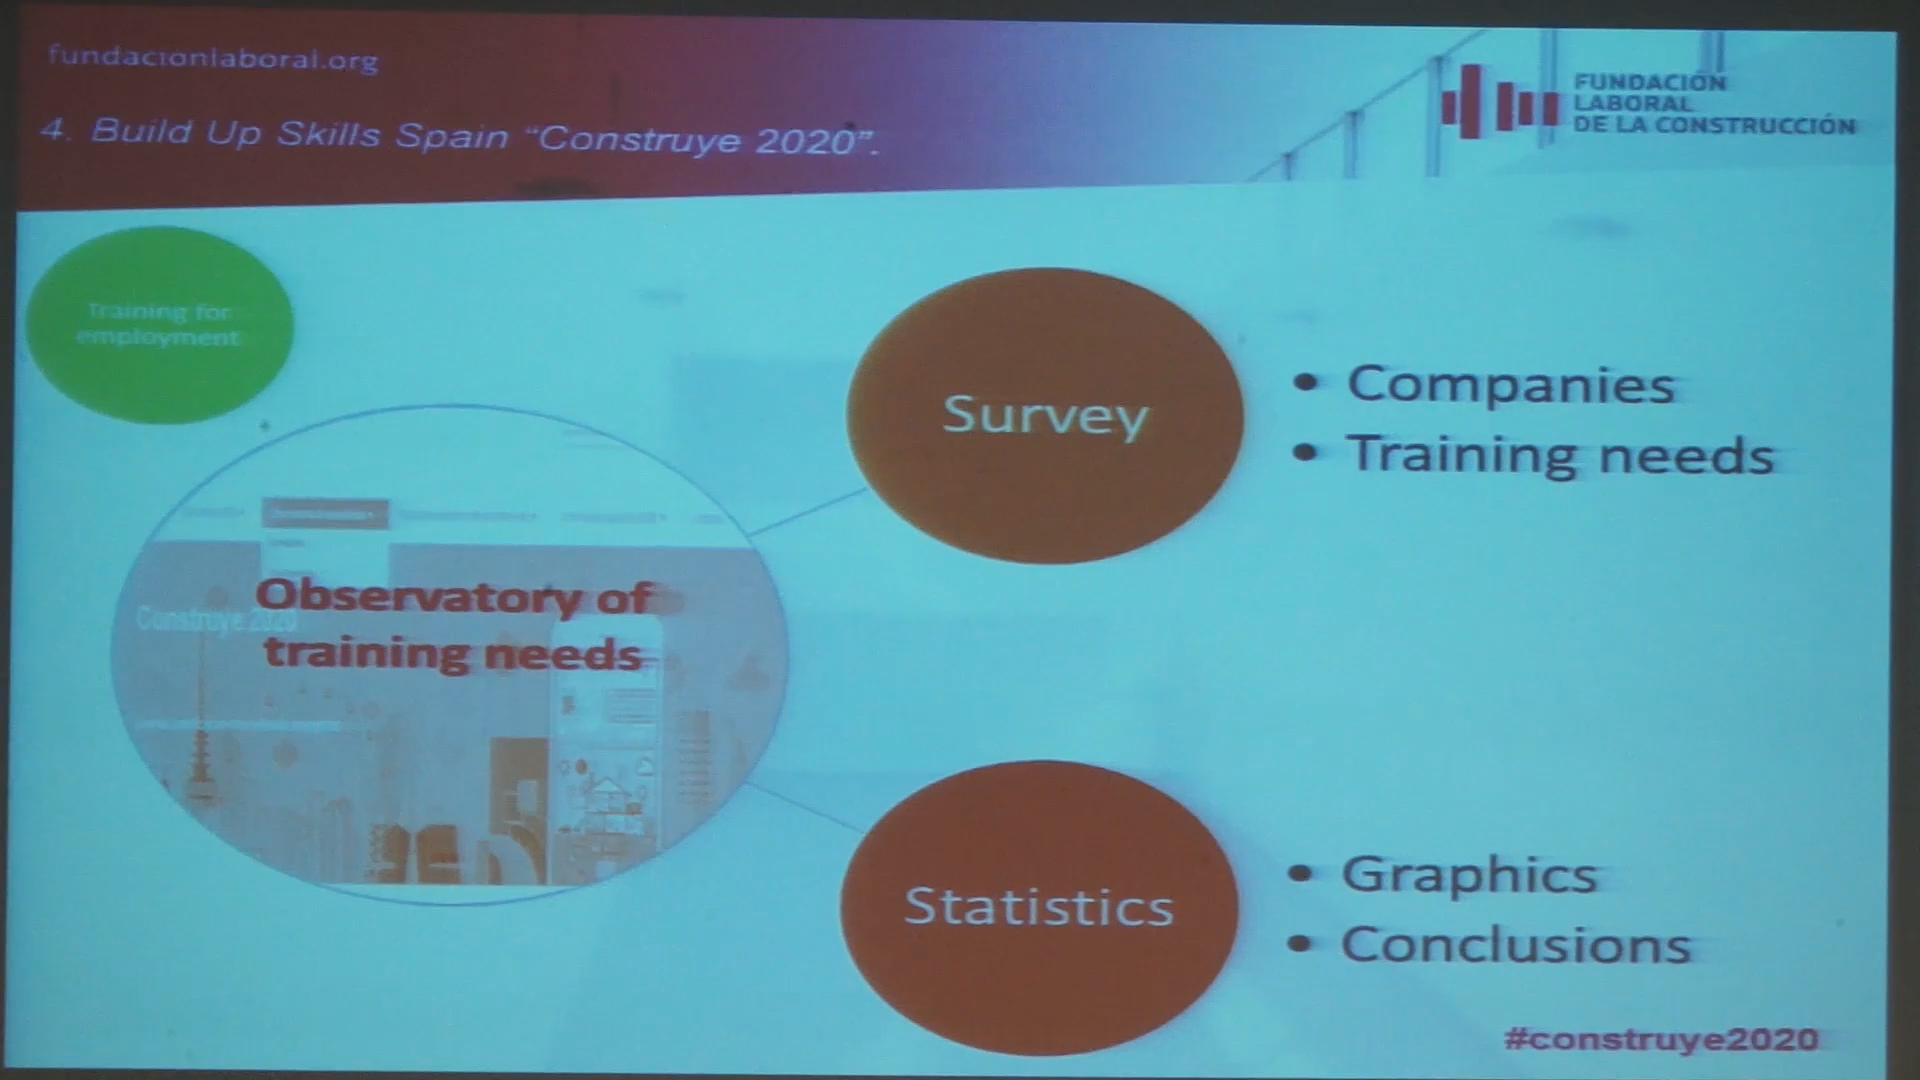 fundacionlaboral.org
4. Build Up Skills Spain “Construye 2020”.
FUNDACIÓN
LABORAL
DE LA CONSTRUCCIÓN
Training for
employment
Survey
• Companies
• Training needs
Construye 2020
Observatory of
training needs
Statistics
• Graphics
• Conclusions
#construye2020